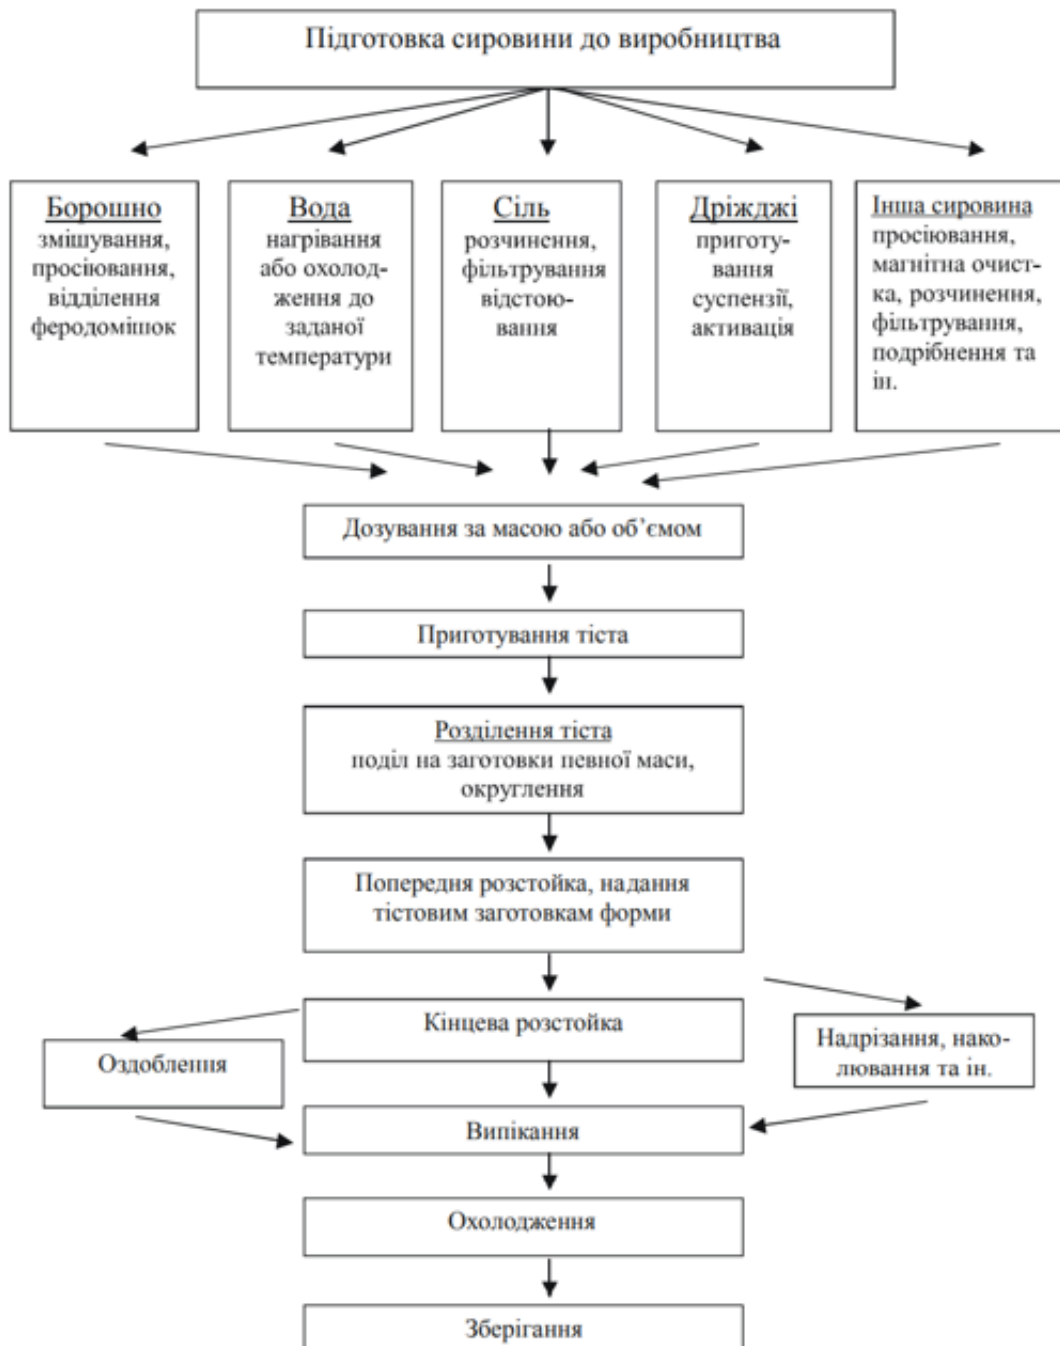 Підготовка сировини до виробництва
Борошно
змішування,
просіювання,
відділення
феродомішок
Вода
нагрівання
або охолод-
ження до
заданої
температури
Сіль
розчинення,
фільтрування
відстою-
вання
Дріжджі
приготу-
вання
суспензії,
активація
Інша сировина
просіювання,
магнітна очист-
ка, розчинення,
фільтрування,
подрібнення та
ін.
Дозування за масою або об’ємом
Приготування тіста
Розділення тіста
поділ на заготовки певної маси,
округлення
Попередня розстойка, надання
тістовим заготовкам форми
Кінцева розстойка
Оздоблення
Надрізання, нако-
лювання та ін.
Випікання
Охолодження
Зберігання